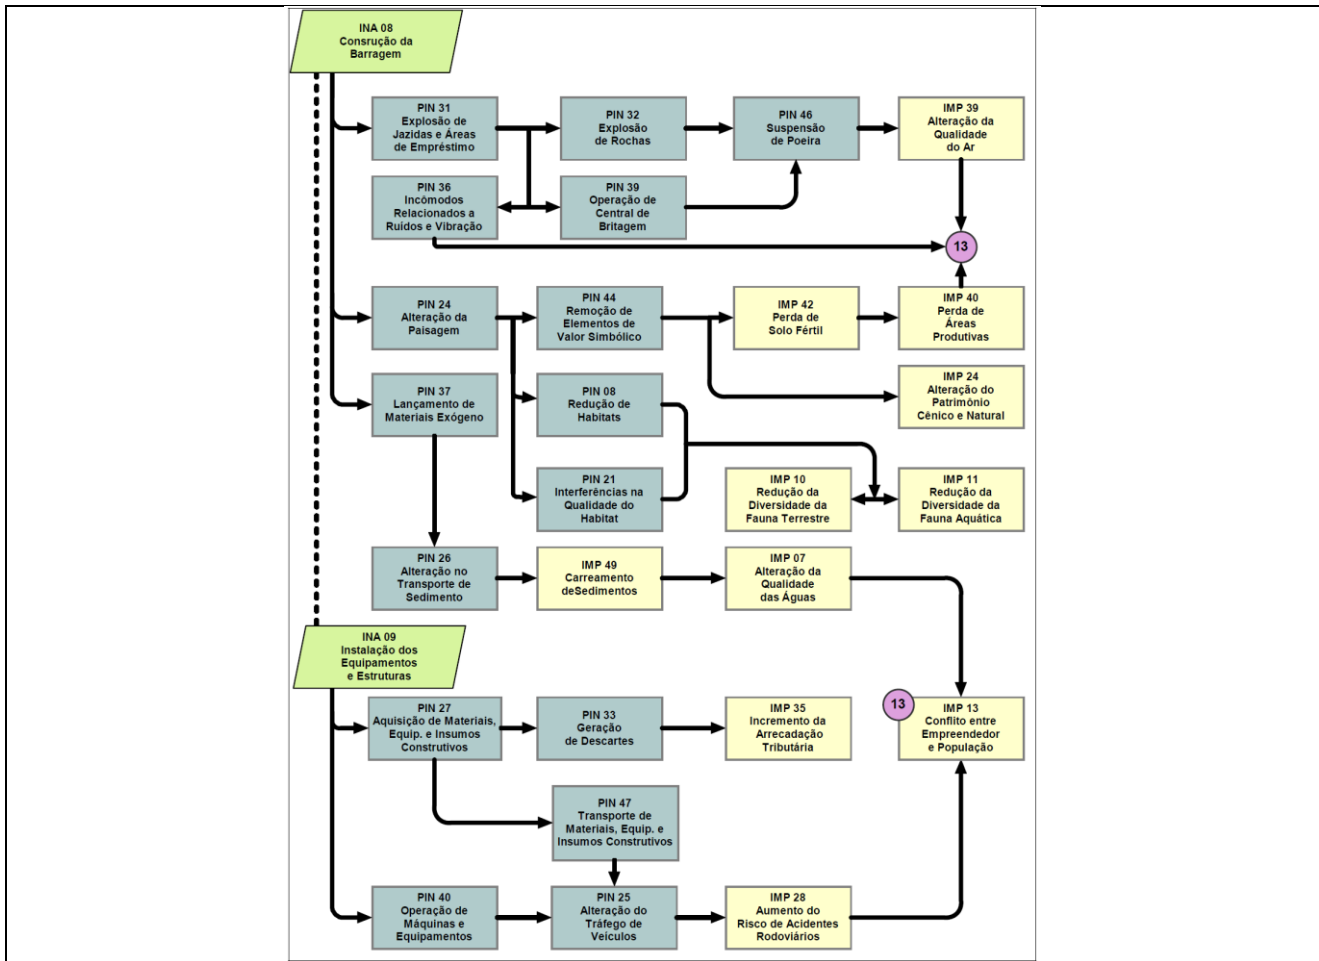 INA 08
Consrução da
Barragem
PIN 31
Explosão de
Jazidas e Áreas
de Empréstimo
PIN 32
Explosão
de Rochas
PIN 46
Suspensão
de Poeira
IMP 39
Alteração da
Qualidade
do Ar
PIN 36
Incômodos
Relacionados a
Ruídos e Vibração
PIN 39
Operação de
Central de
Britagem
13
PIN 24
Alteração da
Paisagem
PIN 44
Remoção de
Elementos de
Valor Simbólico
IMP 42
Perda de
Solo Fértil
IMP 40
Perda de
Áreas
Produtivas
PIN 37
Lançamento de
Materiais Exógeno
PIN 08
Redução de
Habitats
IMP 24
Alteração do
Patrimônio
Cênico e Natural
PIN 21
Interferências na
Qualidade do
Habitat
IMP 10
Redução da
Diversidade da
Fauna Terrestre
IMP 11
Redução da
Diversidade da
Fauna Aquática
PIN 26
Alteração no
Transporte de
Sedimento
IMP 49
Carreamento
deSedimentos
IMP 07
Alteração da
Qualidade
das Águas
INA 09
Instalação dos
Equipamentos
e Estruturas
PIN 27
Aquisição de Materiais,
Equip. e Insumos
Construtivos
PIN 33
Geração
de Descartes
IMP 35
Incremento da
Arrecadação
Tributária
13
IMP 13
Conflito entre
Empreendedor
e População
PIN 47
Transporte de
Materiais, Equip. e
Insumos Construtivos
PIN 40
Operação de
Máquinas e
Equipamentos
PIN 25
Alteração do
Tráfego de
Veículos
IMP 28
Aumento do
Risco de Acidentes
Rodoviários